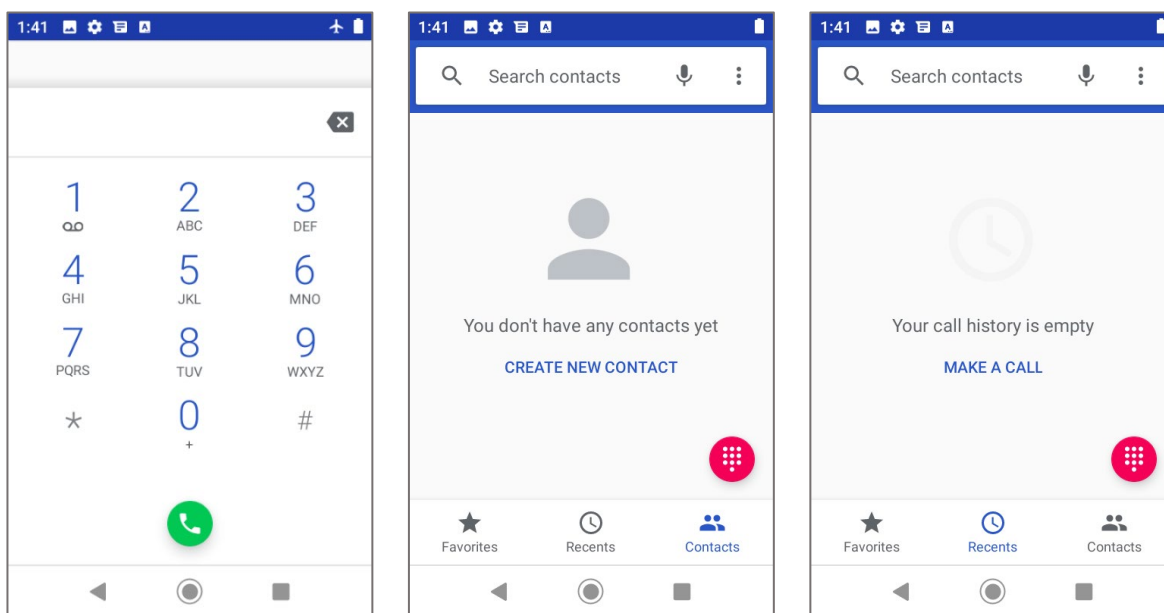 1:41
1
2
ABC
3
DEF
4
GHI
5
JKL
6
MNO
7
PQRS
8
TUV
9
WXYZ
*
0
+
#
1:41
Search contacts
You don't have any contacts yet
CREATE NEW CONTACT
Favorites
Recents
Contacts
1:41
Search contacts
Your call history is empty
MAKE A CALL
Favorites
Recents
Contacts